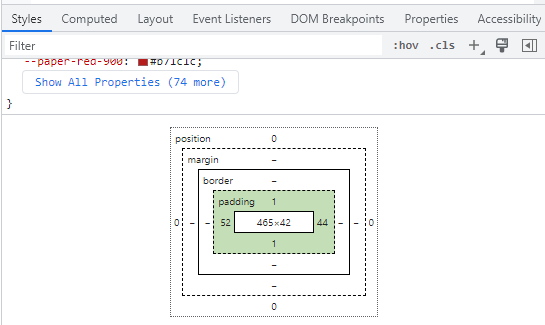 Styles Computed Layout Event Listeners DOM Breakpoints Properties Accessibility
Filter :hov .cls
--paper-red-900: #b71c1c;
Show All Properties (74 more)
}
position 0
margin –
border –
padding 1
0 – – 52 465×42 44 – – 0
1
–
–
0